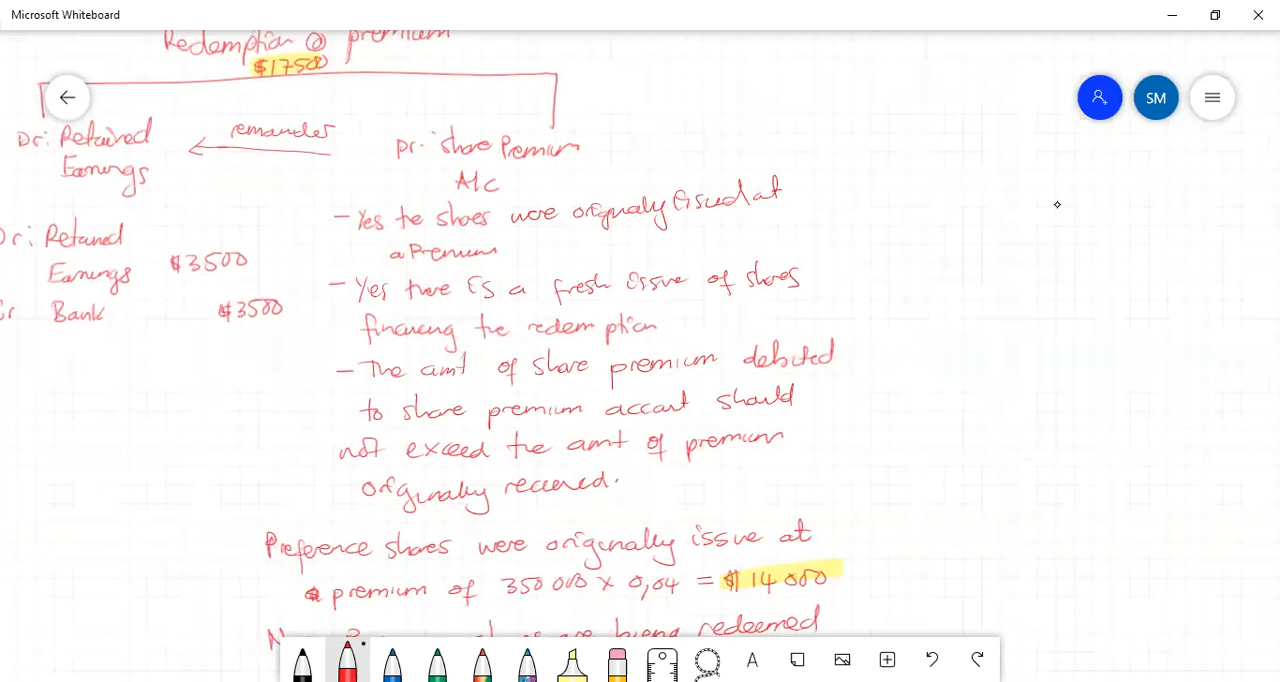 Microsoft Whiteboard
Redemption @ premium
$17500
SM
Dr: Retained
Earnings
remainder
Dr: Share Premium
A/C
- Yes the shares were originally issued at
a Premium
Dr: Retained
Earnings $3500
Cr Bank $3500
- Yes there is a fresh issue of shares
financing the redemption
- The amt of share premium debited
to share premium account should
not exceed the amt of premium
originally received.
Preference shares were originally issue at
premium of 350 000 x 0,04 = $14 000
being redeemed
A